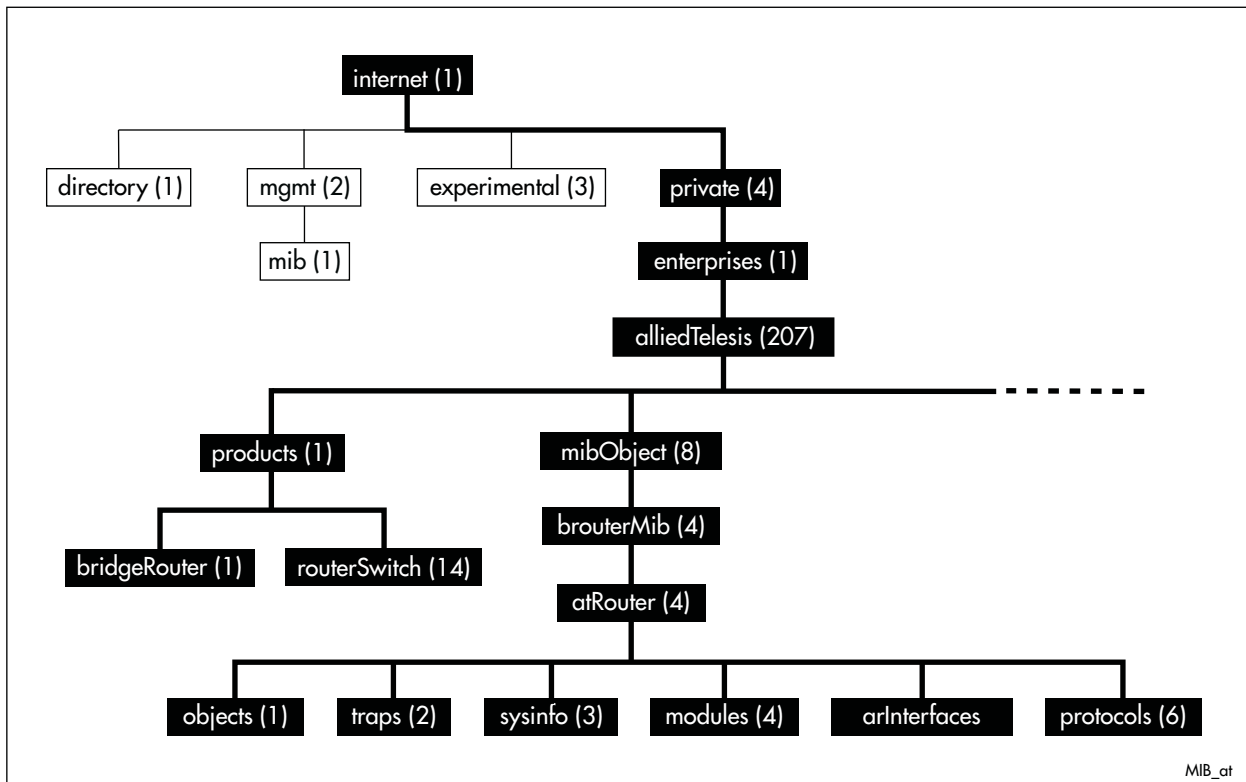 internet (1)
directory (1)
mgmt (2)
experimental (3)
private (4)
mib (1)
enterprises (1)
alliedTelesis (207)
products (1)
mibObject (8)
bridgeRouter (1)
routerSwitch (14)
brouterMib (4)
atRouter (4)
objects (1)
traps (2)
sysinfo (3)
modules (4)
arInterfaces
protocols (6)
MIB_at